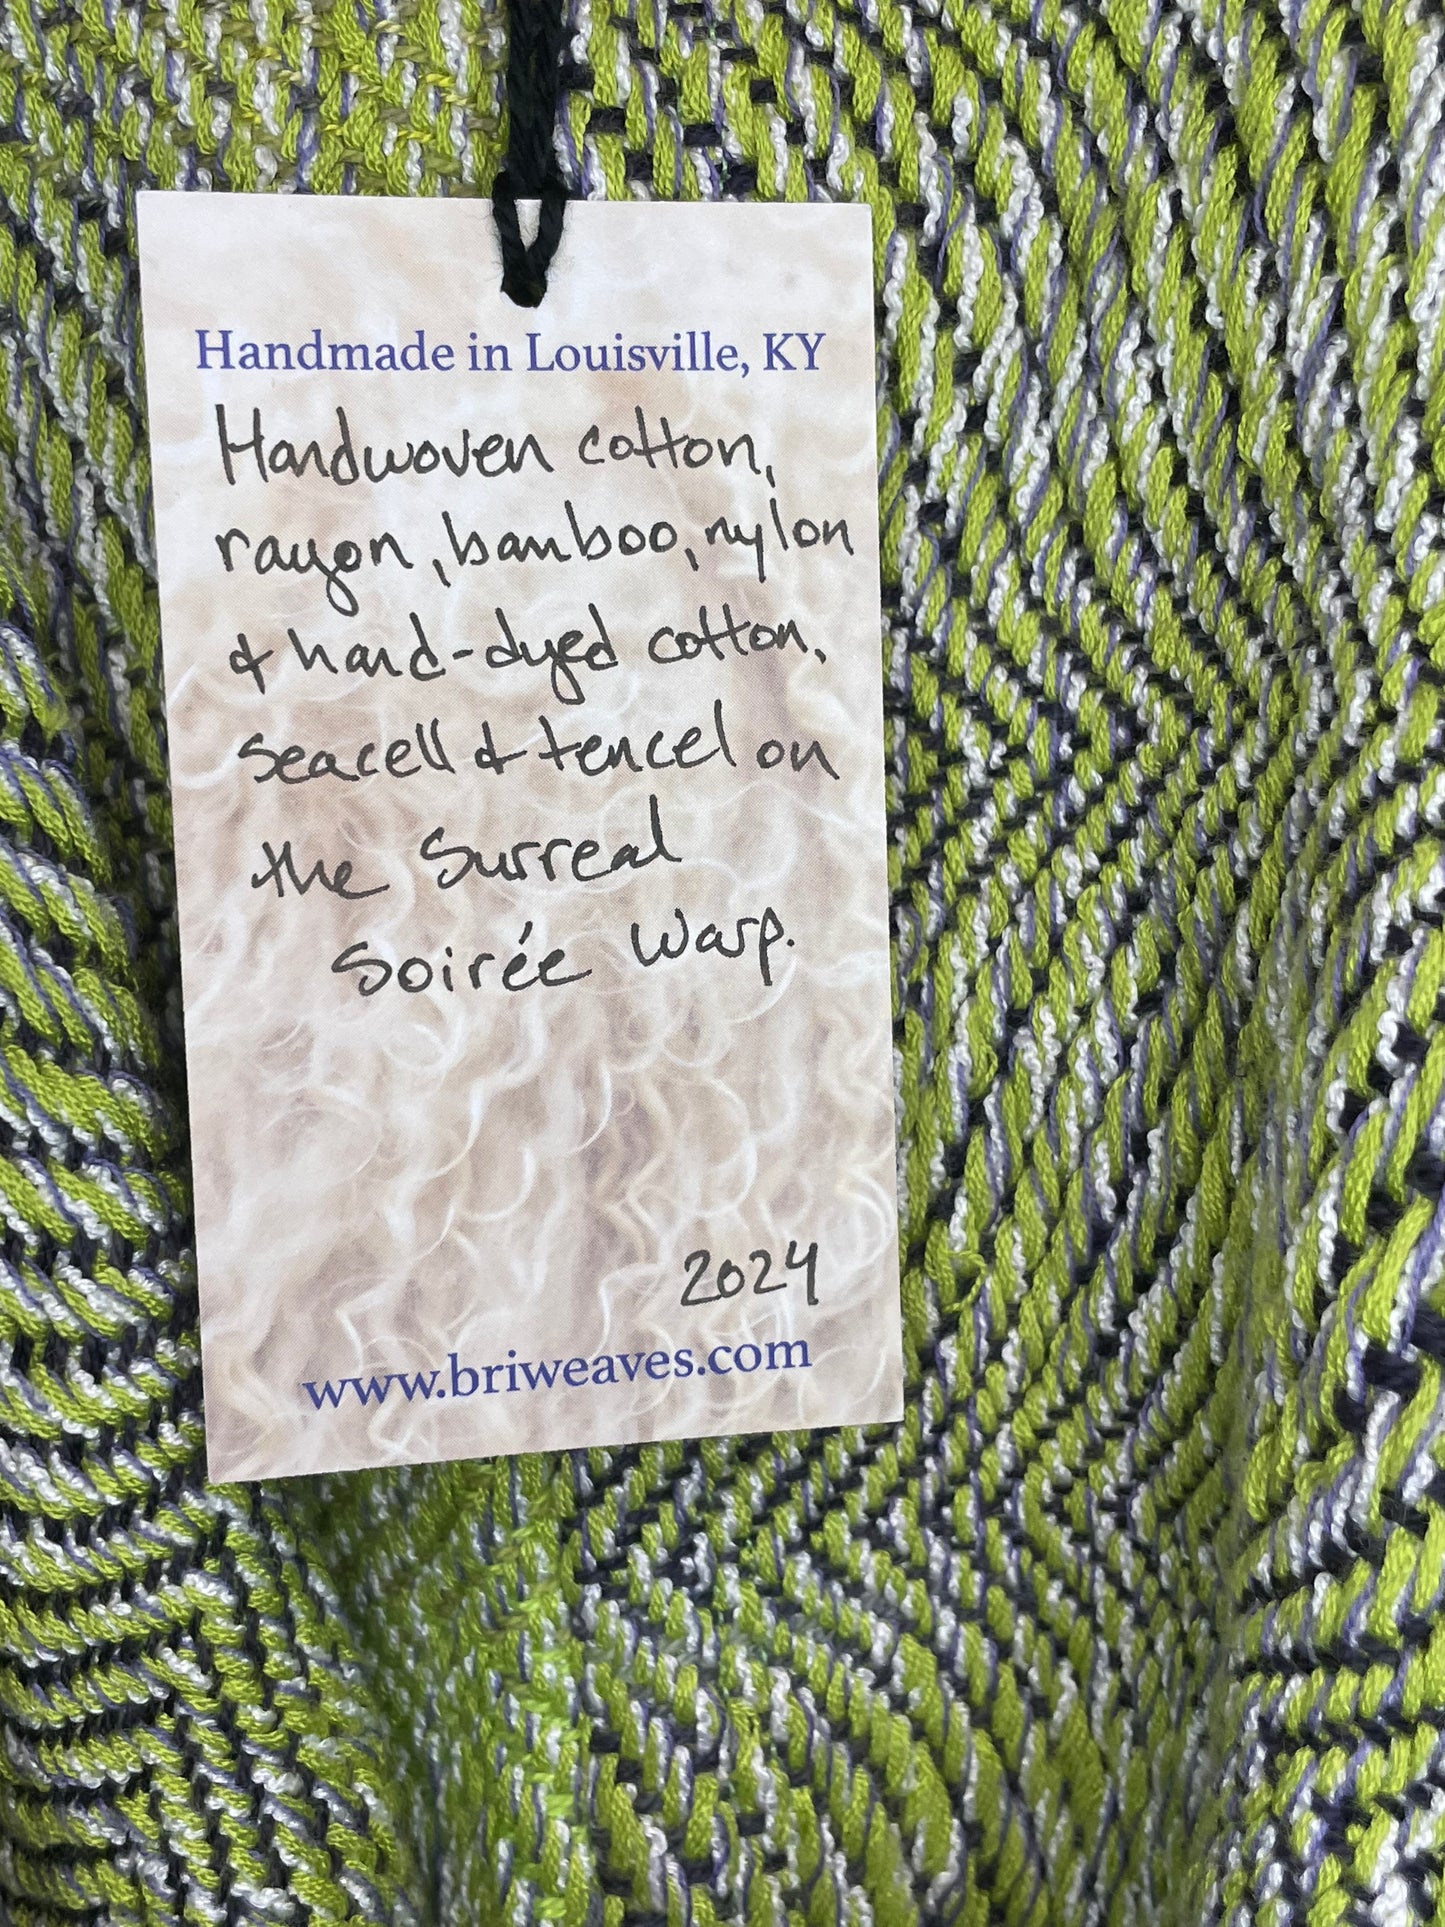 Handmade in Louisville, KY
Handwoven cotton,
rayon, bamboo, nylon
& hand-dyed cotton,
seacell & tencel on
the Surreal
Soirée Warp.
2024
www.briweaves.com